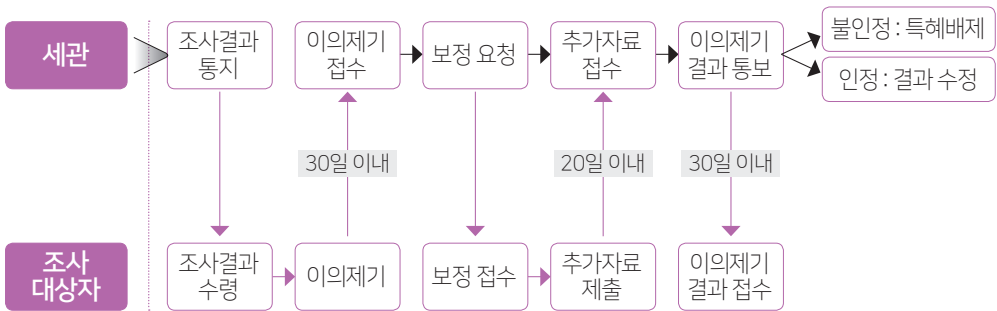 세관
조사결과
통지
이의제기
접수
보정 요청
추가자료
접수
이의제기
결과 통보
불인정 : 특혜배제
인정 : 결과 수정
30일 이내
20일 이내
30일 이내
조사
대상자
조사결과
수령
이의제기
보정 접수
추가자료
제출
이의제기
결과 접수